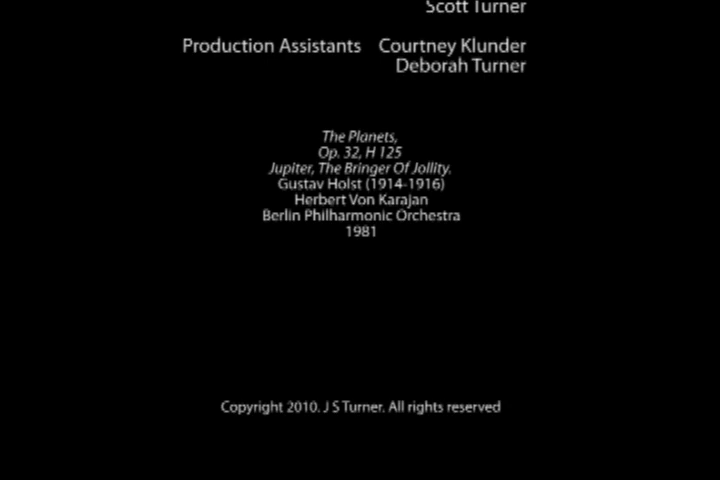 Scott Turner
Production Assistants Courtney Klunder
Deborah Turner
The Planets,
Op. 32, H 125
Jupiter, The Bringer Of Jollity.
Gustav Holst (1914-1916)
Herbert Von Karajan
Berlin Philharmonic Orchestra
1981
Copyright 2010. J S Turner. All rights reserved